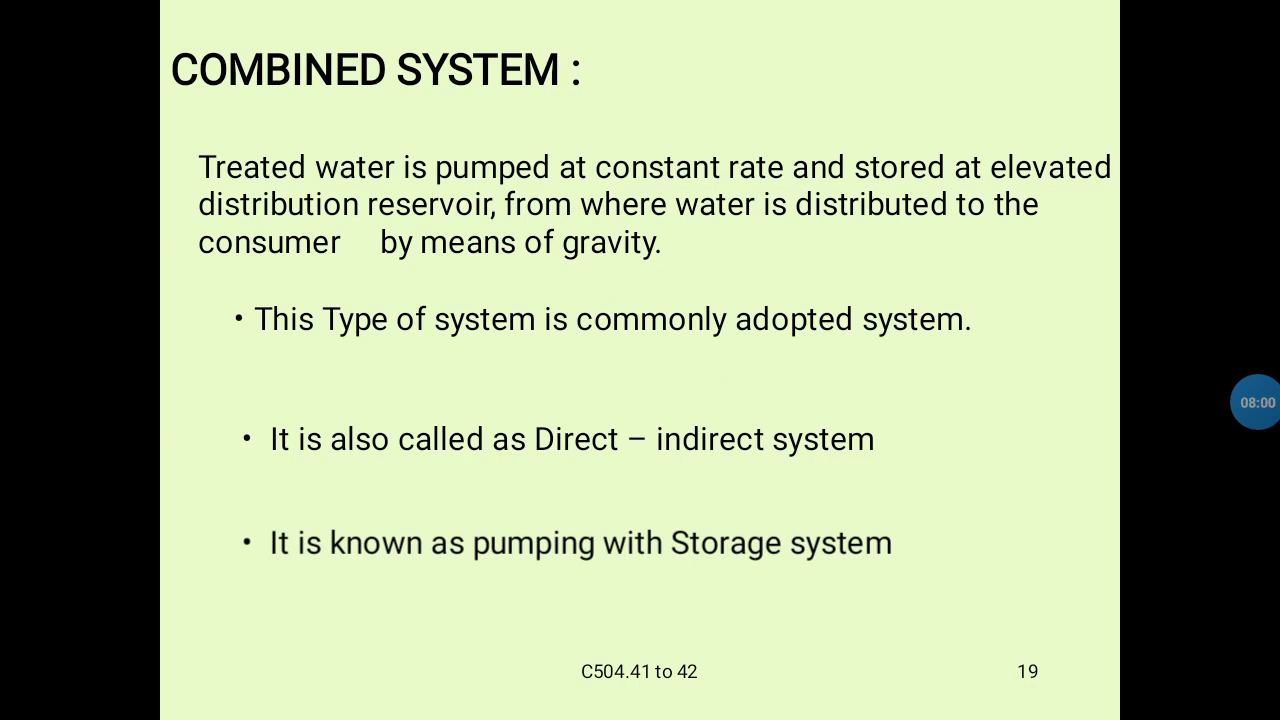 COMBINED SYSTEM :
Treated water is pumped at constant rate and stored at elevated
distribution reservoir, from where water is distributed to the
consumer     by means of gravity.
• This Type of system is commonly adopted system.
• It is also called as Direct – indirect system
• It is known as pumping with Storage system
08:00
C504.41 to 42
19